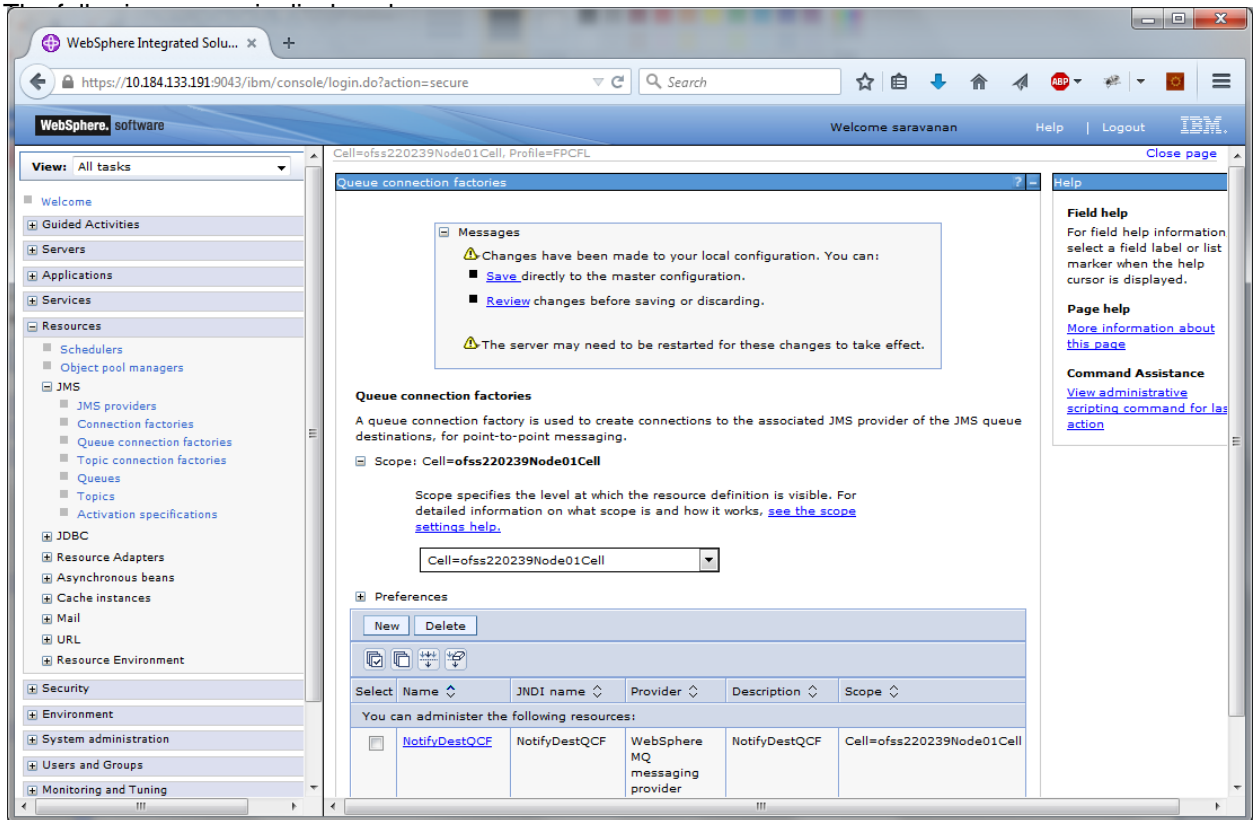 WebSphere Integrated Solu...
https://10.184.133.191:9043/ibm/console/login.do?action=secure
Search
ABP
WebSphere. software
Welcome saravanan
Help | Logout
IBM.
View: All tasks
Welcome
Guided Activities
Servers
Applications
Services
Resources
Schedulers
Object pool managers
JMS
JMS providers
Connection factories
Queue connection factories
Topic connection factories
Queues
Topics
Activation specifications
JDBC
Resource Adapters
Asynchronous beans
Cache instances
Mail
URL
Resource Environment
Security
Environment
System administration
Users and Groups
Monitoring and Tuning
Cell=ofss220239Node01Cell, Profile=FPCFL
Close page
Queue connection factories
Messages
Changes have been made to your local configuration. You can:
Save directly to the master configuration.
Review changes before saving or discarding.
The server may need to be restarted for these changes to take effect.
Queue connection factories
A queue connection factory is used to create connections to the associated JMS provider of the JMS queue
destinations, for point-to-point messaging.
Scope: Cell=ofss220239Node01Cell
Scope specifies the level at which the resource definition is visible. For
detailed information on what scope is and how it works, see the scope
settings help.
Cell=ofss220239Node01Cell
Preferences
New Delete
Select Name JNDI name Provider Description Scope
You can administer the following resources:
NotifyDestQCF NotifyDestQCF WebSphere NotifyDestQCF Cell=ofss220239Node01Cell
MQ
messaging
provider
Help
Field help
For field help information
select a field label or list
marker when the help
cursor is displayed.
Page help
More information about
this page
Command Assistance
View administrative
scripting command for las
action